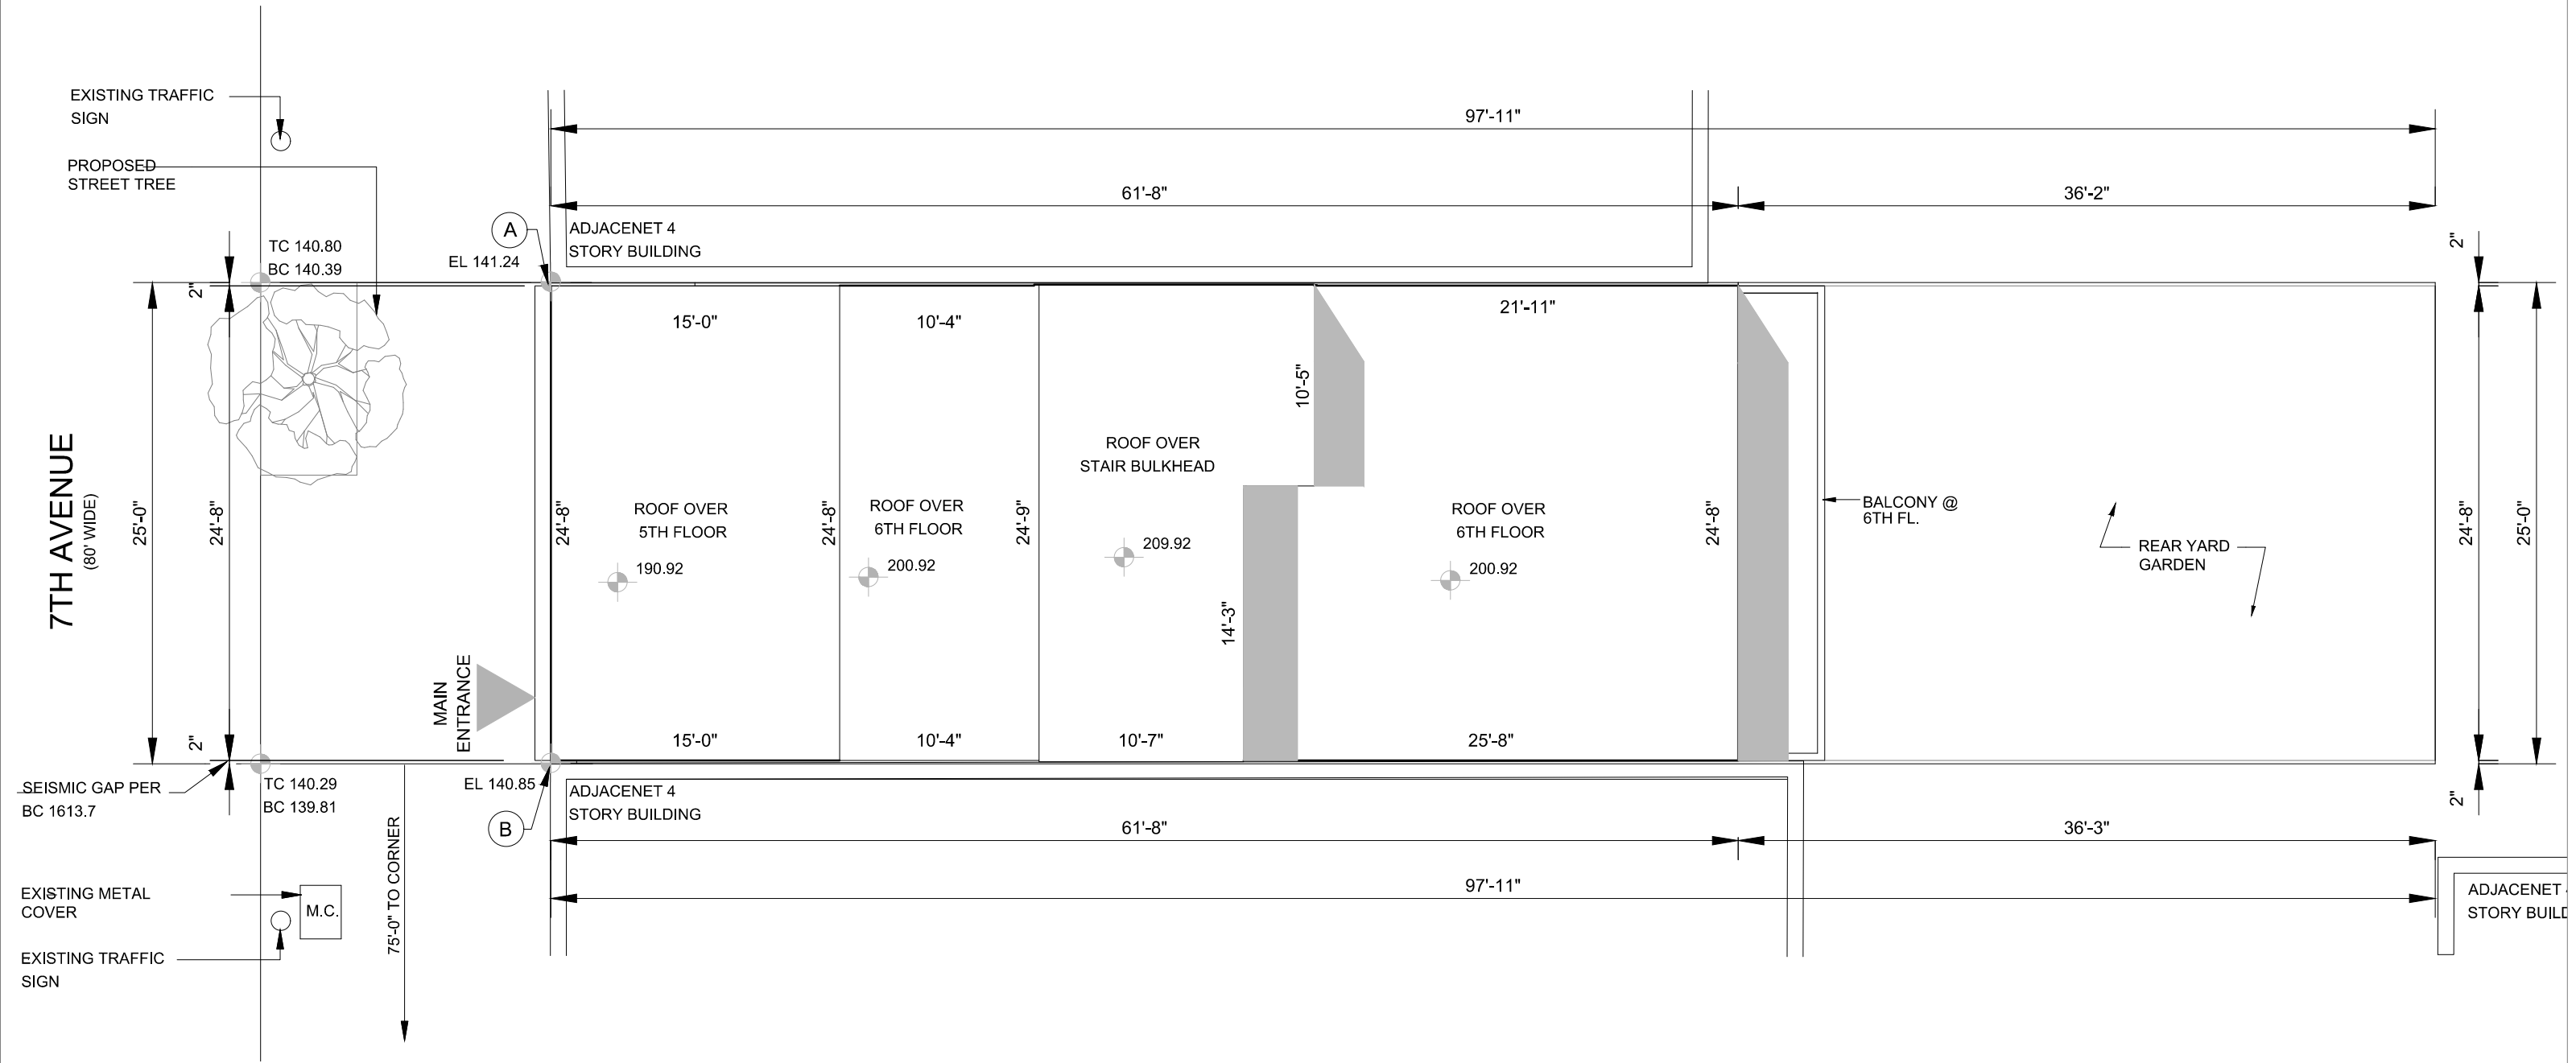 EXISTING TRAFFIC
SIGN
PROPOSED
STREET TREE
97'-11"
61'-8"
36'-2"
A
ADJACENET 4
STORY BUILDING
EL 141.24
TC 140.80
BC 140.39
2"
2"
15'-0"
10'-4"
21'-11"
10'-5"
7TH AVENUE
(80' WIDE)
25'-0"
24'-8"
24'-8"
ROOF OVER
5TH FLOOR
190.92
24'-8"
ROOF OVER
6TH FLOOR
200.92
24'-9"
ROOF OVER
STAIR BULKHEAD
209.92
14'-3"
ROOF OVER
6TH FLOOR
200.92
24'-8"
BALCONY @
6TH FL.
REAR YARD
GARDEN
24'-8"
25'-0"
MAIN
ENTRANCE
15'-0"
10'-4"
10'-7"
25'-8"
2"
2"
SEISMIC GAP PER
BC 1613.7
TC 140.29
BC 139.81
EL 140.85
B
ADJACENET 4
STORY BUILDING
61'-8"
36'-3"
97'-11"
75'-0" TO CORNER
EXISTING METAL
COVER
M.C.
EXISTING TRAFFIC
SIGN
ADJACENET
STORY BUILD